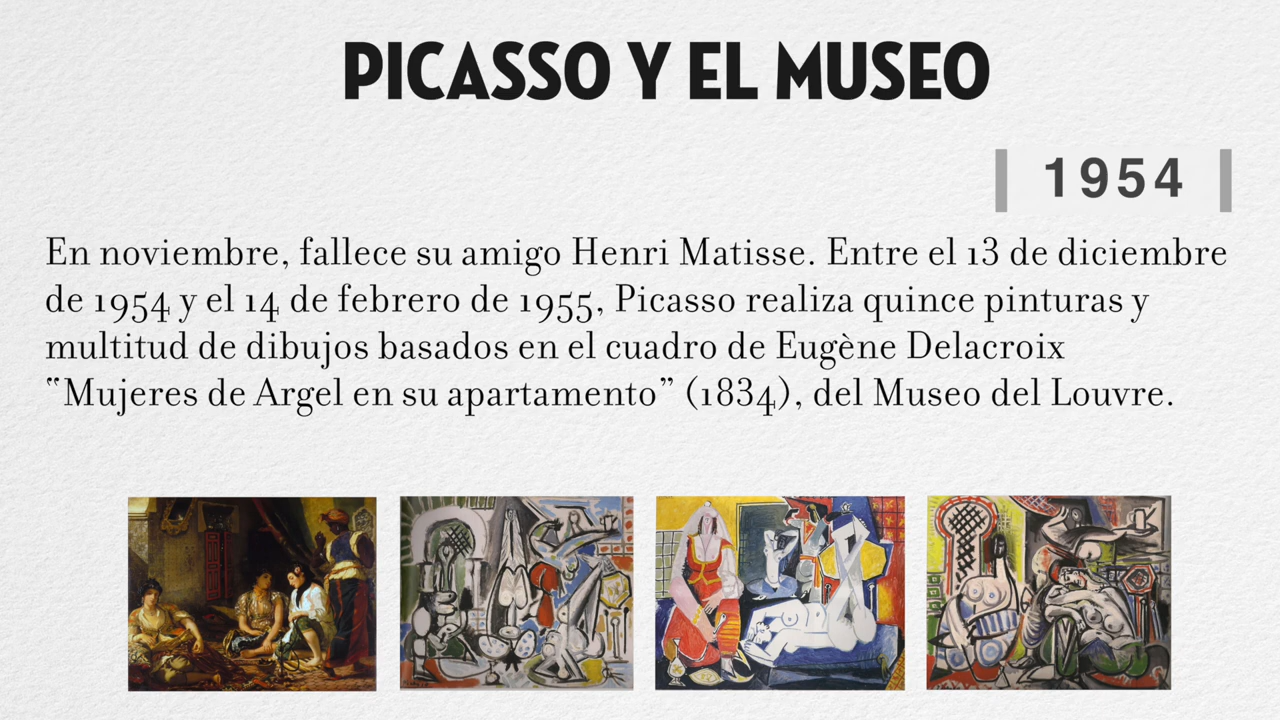 PICASSO Y EL MUSEO
| 1954 |
En noviembre, fallece su amigo Henri Matisse. Entre el 13 de diciembre
de 1954 y el 14 de febrero de 1955, Picasso realiza quince pinturas y
multitud de dibujos basados en el cuadro de Eugène Delacroix
“Mujeres de Argel en su apartamento” (1834), del Museo del Louvre.